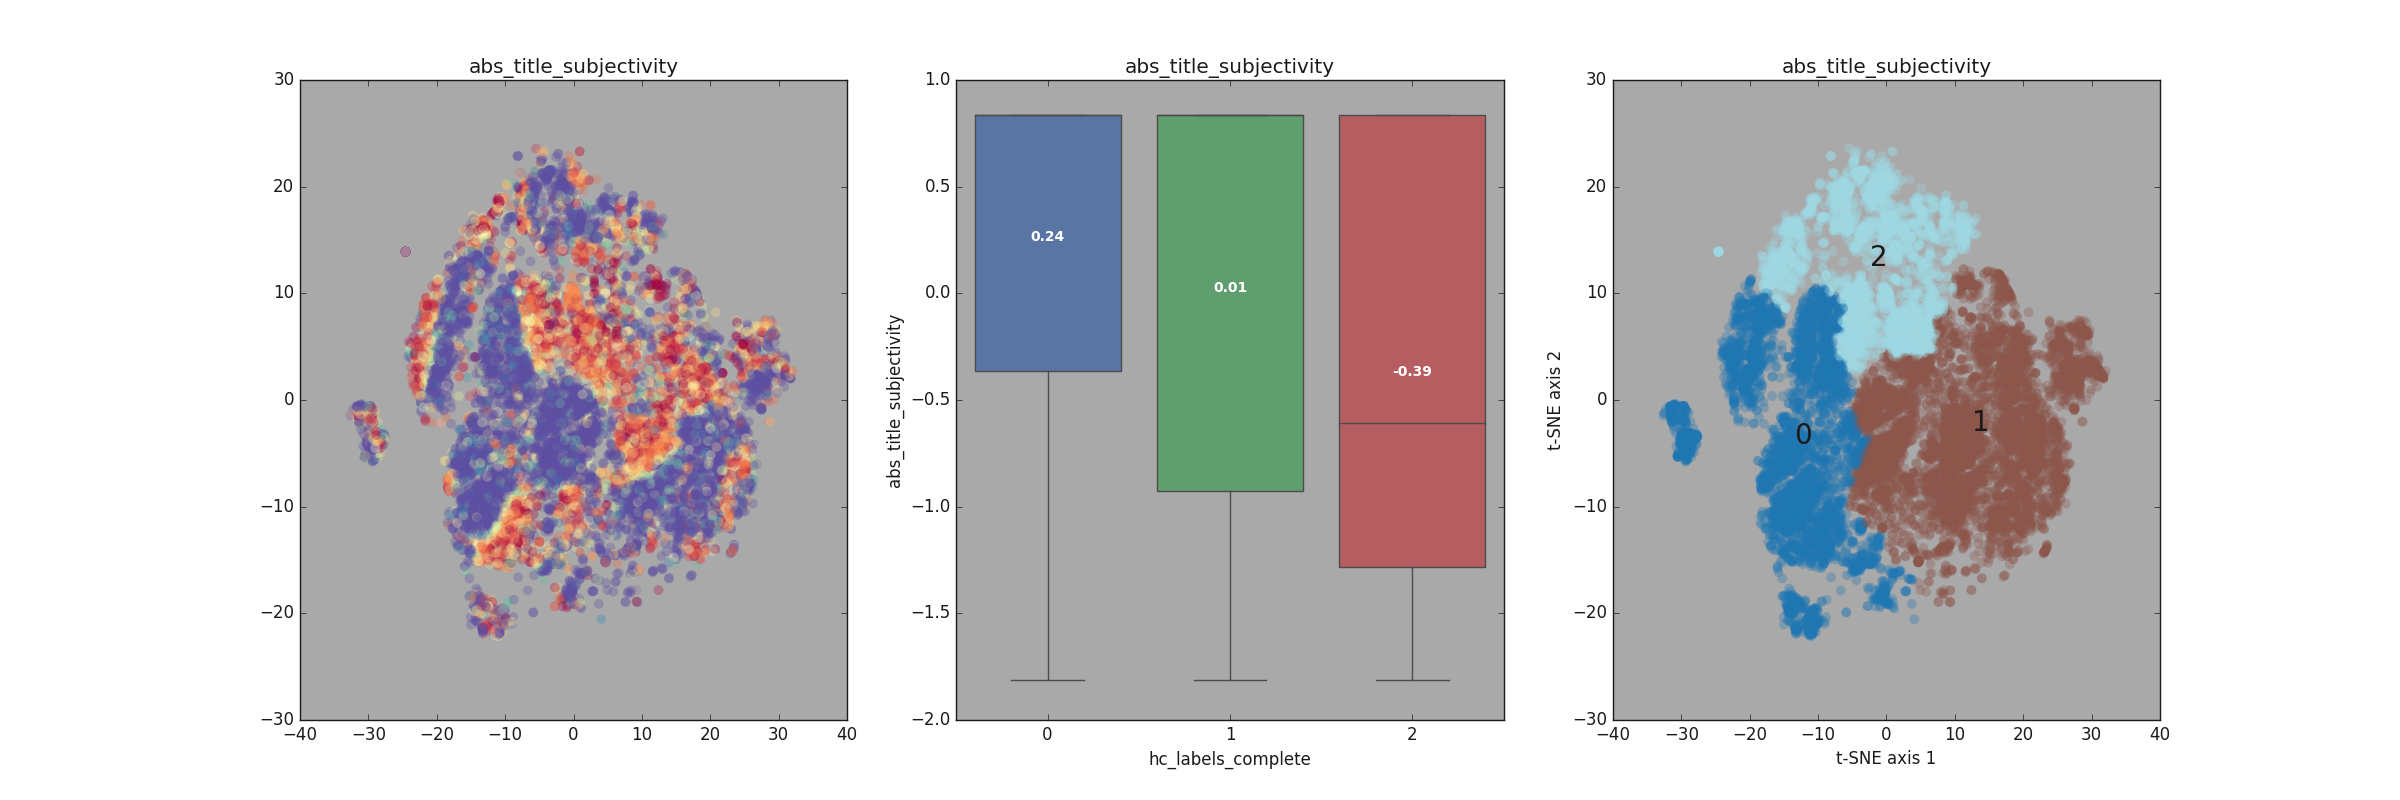 abs_title_subjectivity
30
20
10
0
−10
−20
−30
−40 −30 −20 −10 0 10 20 30 40
abs_title_subjectivity
abs_title_subjectivity
1.0
0.5
0.0
−0.5
−1.0
−1.5
−2.0
0.24
0.01
-0.39
0 1 2
hc_labels_complete
abs_title_subjectivity
t-SNE axis 2
30
20
10
0
−10
−20
−30
2
1
0
−40 −30 −20 −10 0 10 20 30 40
t-SNE axis 1